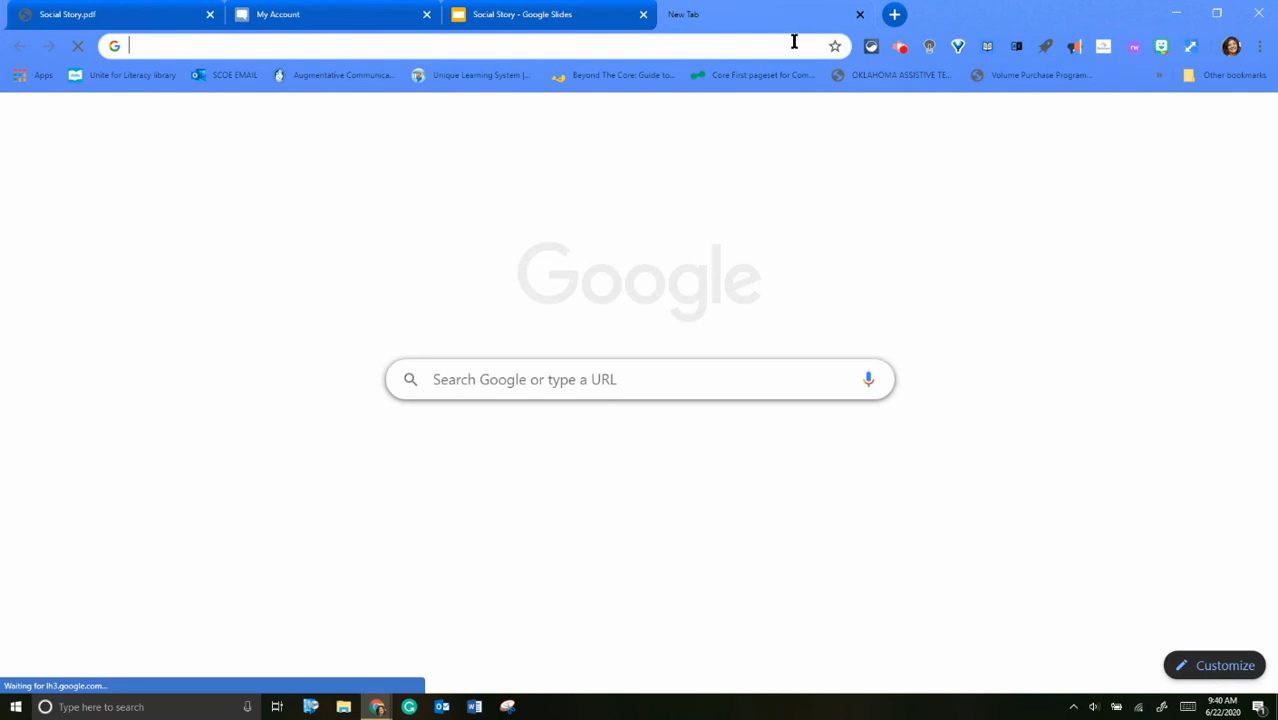 Social Story.pdf
My Account
Social Story - Google Slides
New Tab
Apps
Unite for Literacy library
SCOE EMAIL
Augmentative Communica...
Unique Learning System |...
Beyond The Core: Guide to...
Core First pageset for Com...
OKLAHOMA ASSISTIVE TE...
Volume Purchase Program...
»
Other bookmarks
Google
Search Google or type a URL
Customize
Waiting for lh3.google.com...
Type here to search
9:40 AM
6/22/2020